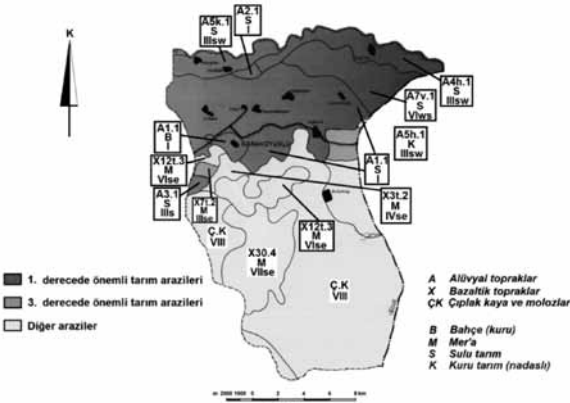 K
A5k.1
S
IIIsw
A2.1
S
I
A4h.1
S
IIIsw
A7v.1
S
VIws
A5h.1
K
IIIsw
A1.1
B
I
X12t.3
M
VIse
A3.1
S
IIIs
X7t.2
M
IIIse
A1.1
S
I
X3t.2
M
IVse
X12t.3
M
VIse
Ç.K
VIII
X30.4
M
VIIse
Ç.K
VIII
1. derecede önemli tarım arazileri
3. derecede önemli tarım arazileri
Diğer araziler
A Alüvyal topraklar
X Bazaltik topraklar
ÇK Çıplak kaya ve molozlar
B Bahçe (kuru)
M Mer'a
S Sulu tarım
K Kuru tarım (nadaslı)
m 2000 1000 0 2 4 6 8 km